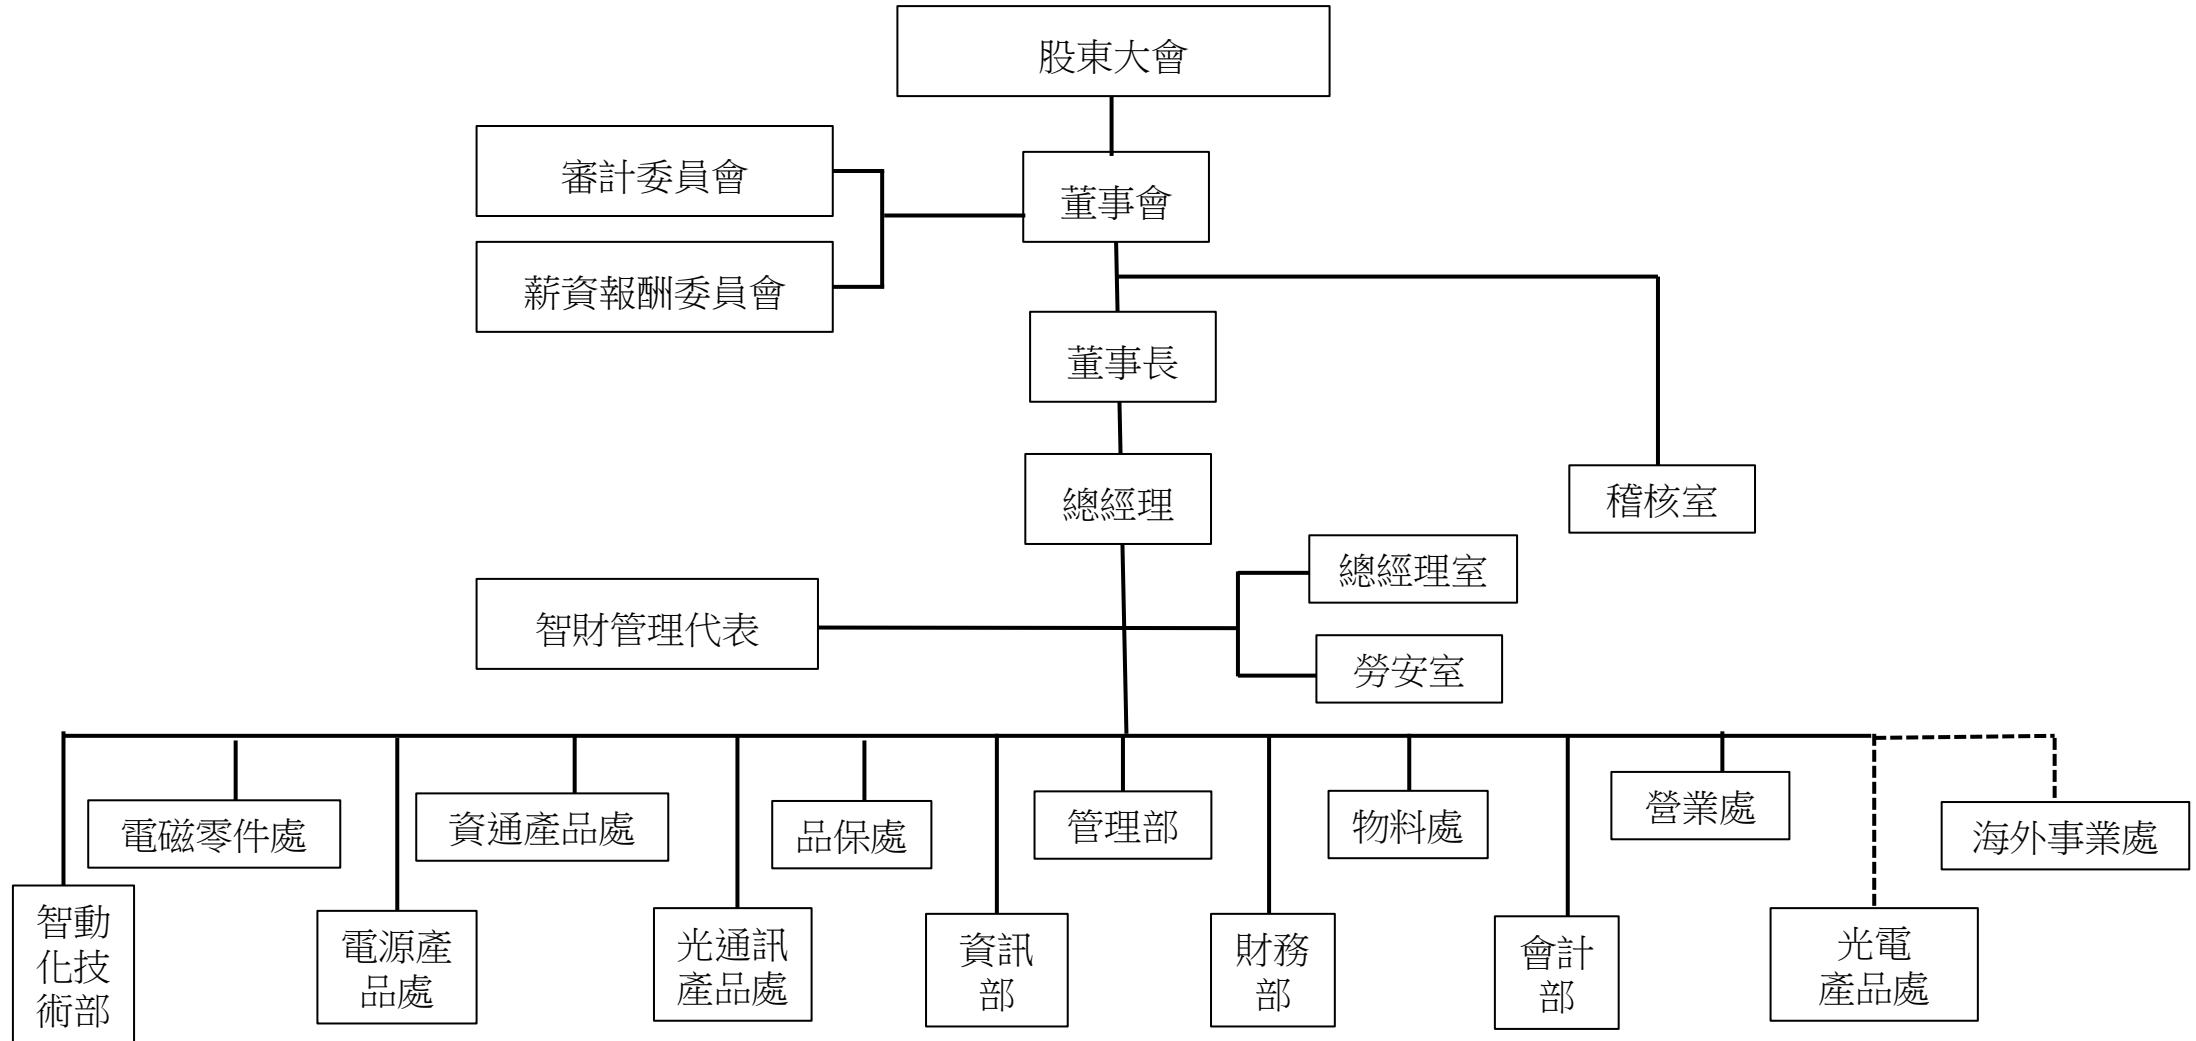 股東大會
審計委員會
董事會
薪資報酬委員會
董事長
總經理
稽核室
總經理室
智財管理代表
勞安室
電磁零件處
資通產品處
品保處
管理部
物料處
營業處
海外事業處
智動
化技
術部
電源產
品處
光通訊
產品處
資訊
部
財務
部
會計
部
光電
產品處